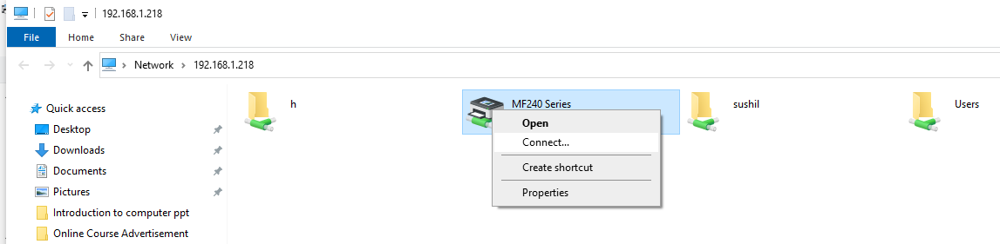 192.168.1.218
File Home Share View
Network 192.168.1.218
Quick access
Desktop
Downloads
Documents
Pictures
Introduction to computer ppt
Online Course Advertisement
h MF240 Series sushil Users
Open
Connect...
Create shortcut
Properties